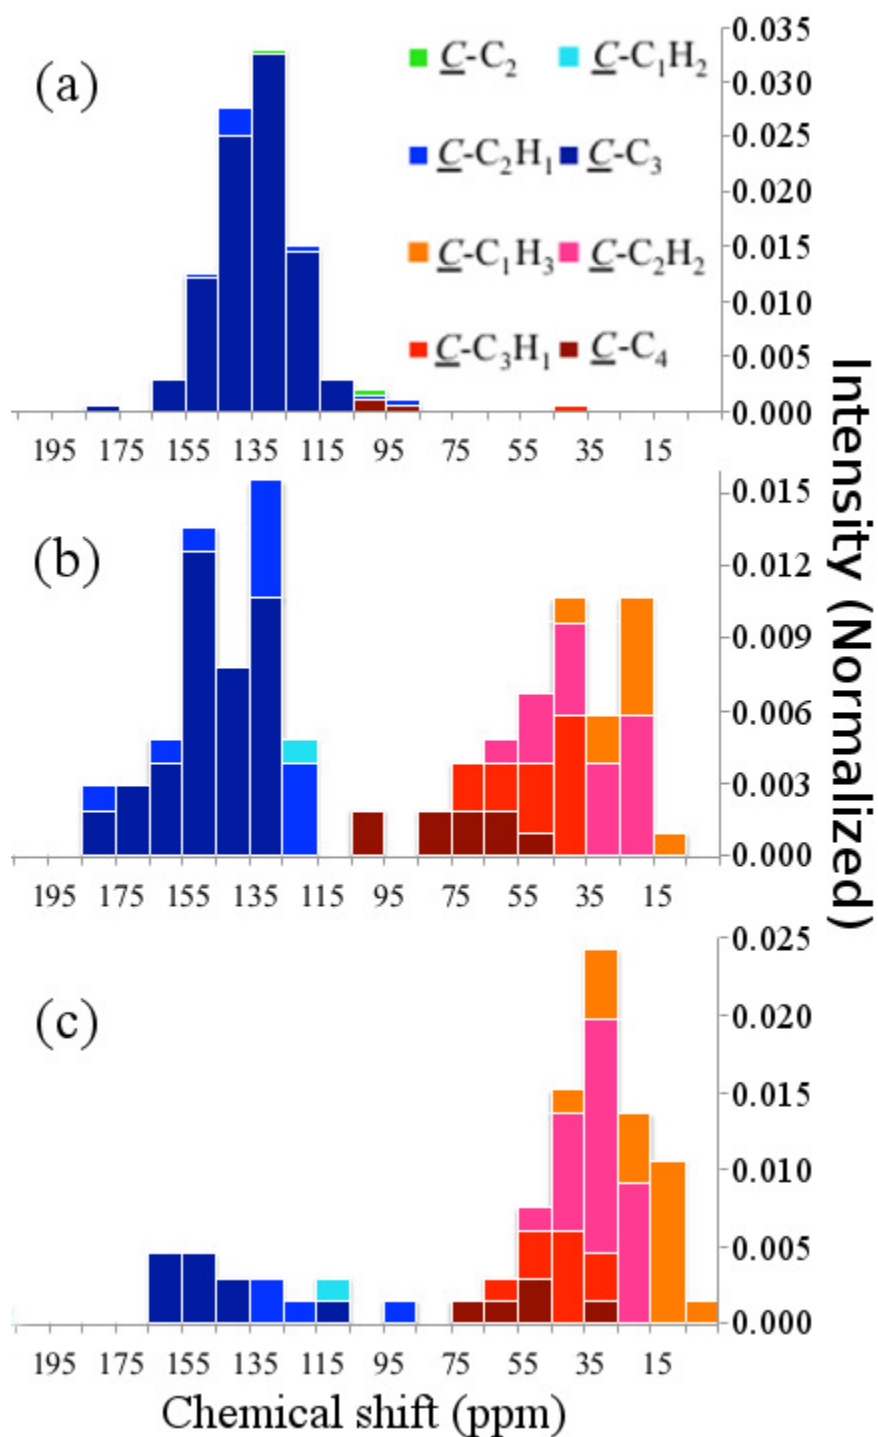 (a)
C-C₂ C-C₁H₂
C-C₂H₁ C-C₃
C-C₁H₃ C-C₂H₂
C-C₃H₁ C-C₄
0.035
0.030
0.025
0.020
0.015
0.010
0.005
0.000
195 175 155 135 115 95 75 55 35 15
(b)
0.015
0.012
0.009
0.006
0.003
0.000
195 175 155 135 115 95 75 55 35 15
(c)
0.025
0.020
0.015
0.010
0.005
0.000
195 175 155 135 115 95 75 55 35 15
Chemical shift (ppm)
Intensity (Normalized)